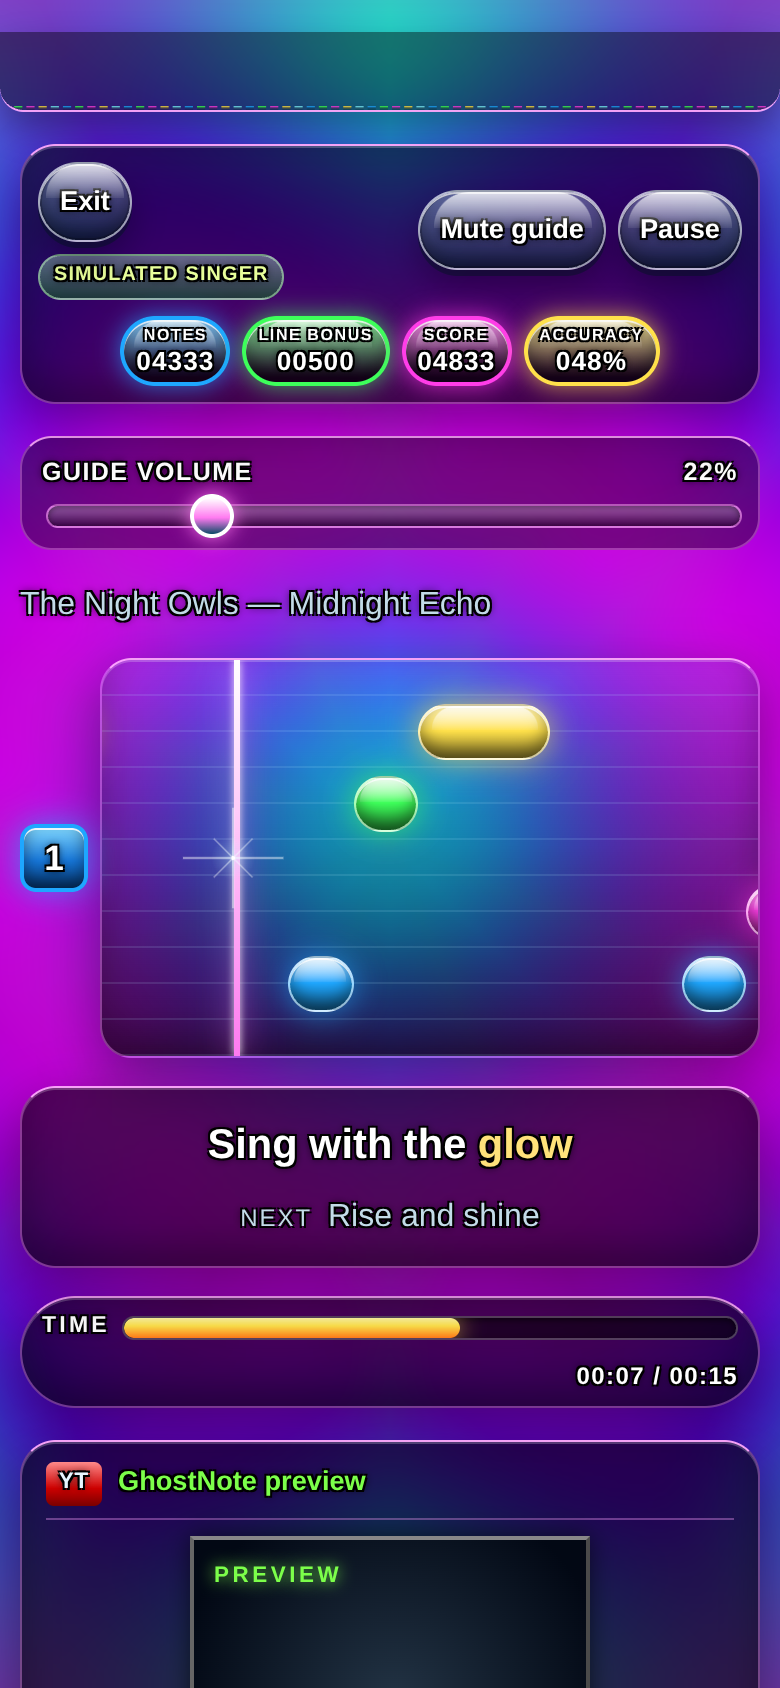 Exit
Mute guide
Pause
SIMULATED SINGER
NOTES
04333
LINE BONUS
00500
SCORE
04833
ACCURACY
048%
GUIDE VOLUME
22%
The Night Owls — Midnight Echo
1
Sing with the glow
NEXT Rise and shine
TIME
00:07 / 00:15
YT GhostNote preview
PREVIEW